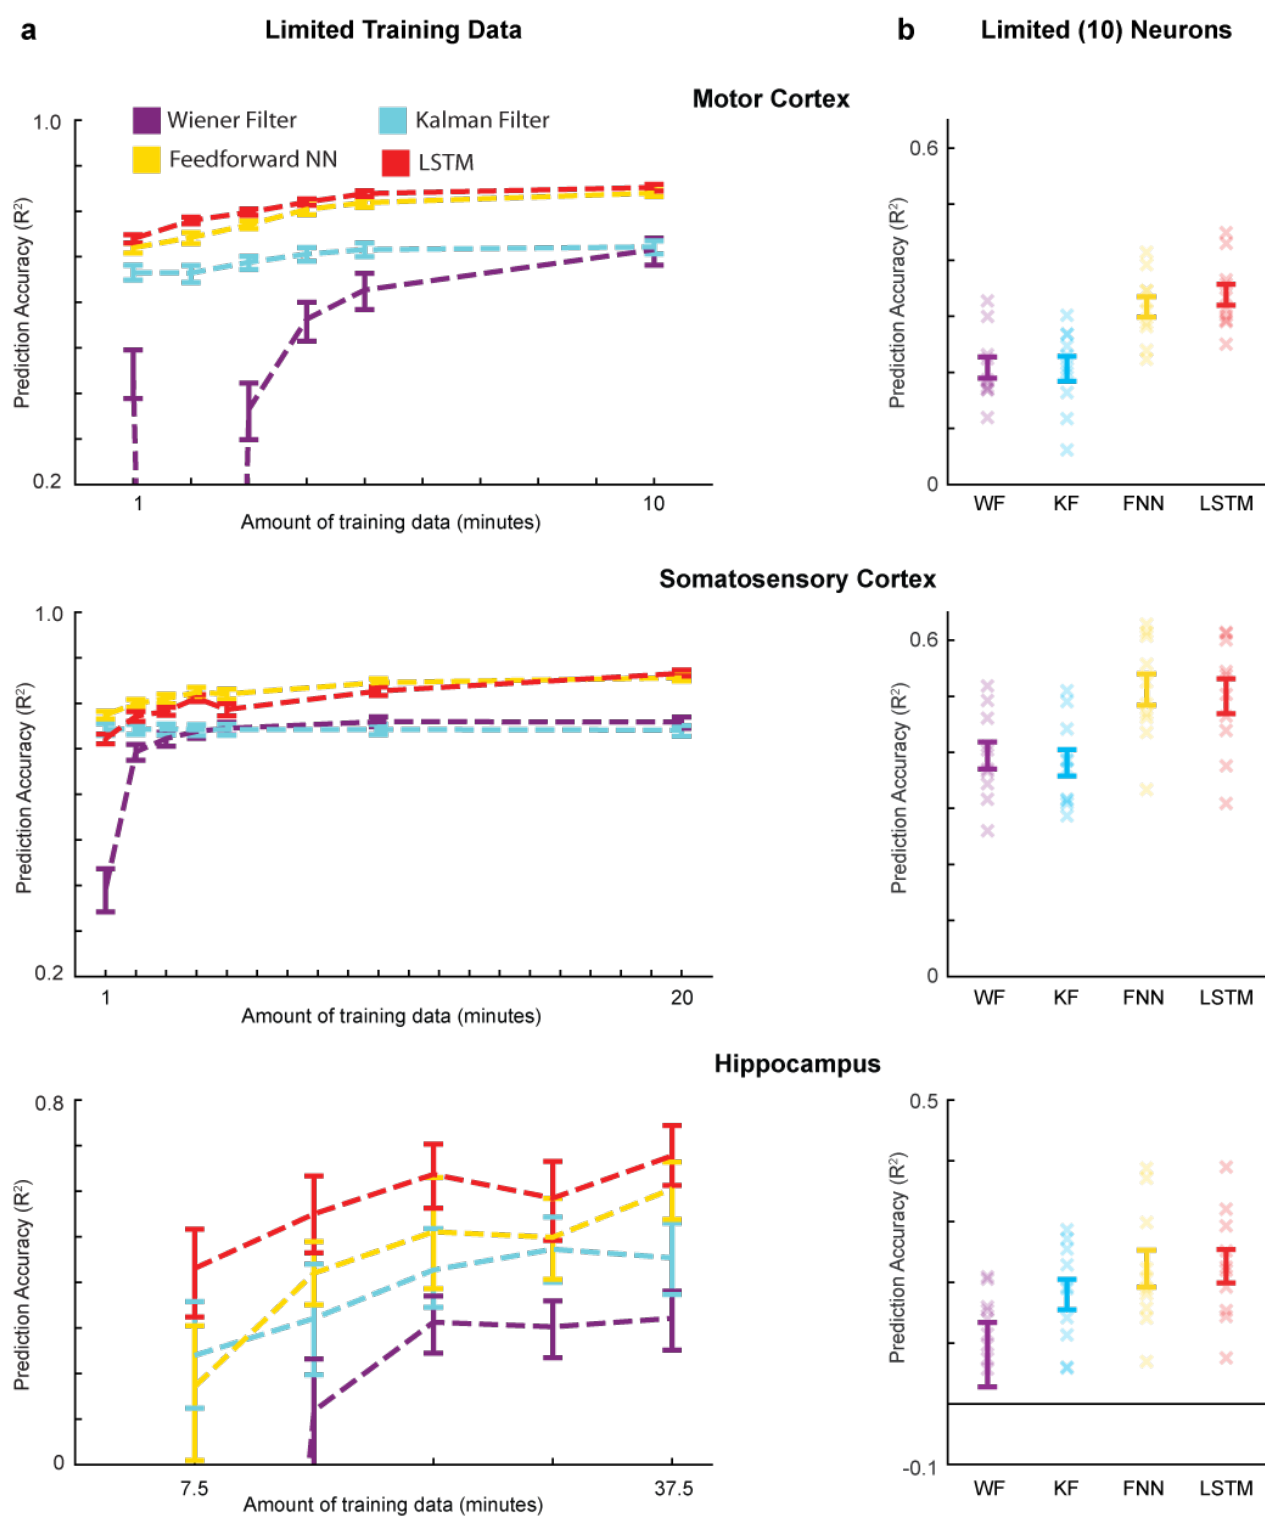 a
Limited Training Data
b
Limited (10) Neurons
Motor Cortex
Wiener Filter
Kalman Filter
Feedforward NN
LSTM
1.0
Prediction Accuracy (R²)
0.2
1
10
Amount of training data (minutes)
0.6
Prediction Accuracy (R²)
0
WF
KF
FNN
LSTM
Somatosensory Cortex
1.0
Prediction Accuracy (R²)
0.2
1
20
Amount of training data (minutes)
0.6
Prediction Accuracy (R²)
0
WF
KF
FNN
LSTM
Hippocampus
0.8
Prediction Accuracy (R²)
0
7.5
37.5
Amount of training data (minutes)
0.5
Prediction Accuracy (R²)
-0.1
WF
KF
FNN
LSTM